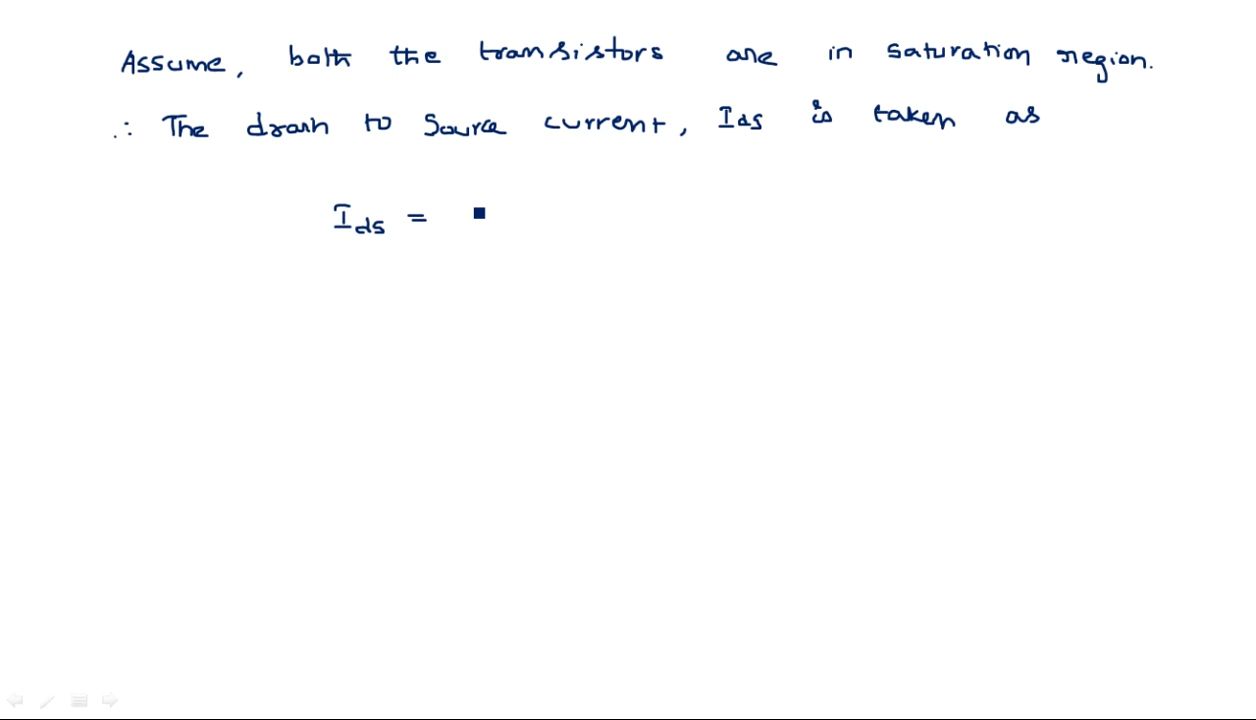 Assume, both the transistors are in saturation region.
∴ The drain to Source current, Ids is taken as
Ids =